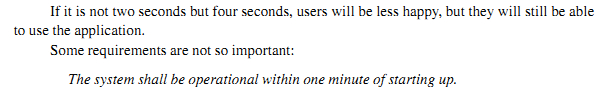 If it is not two seconds but four seconds, users will be less happy, but they will still be able
to use the application.
Some requirements are not so important:
The system shall be operational within one minute of starting up.